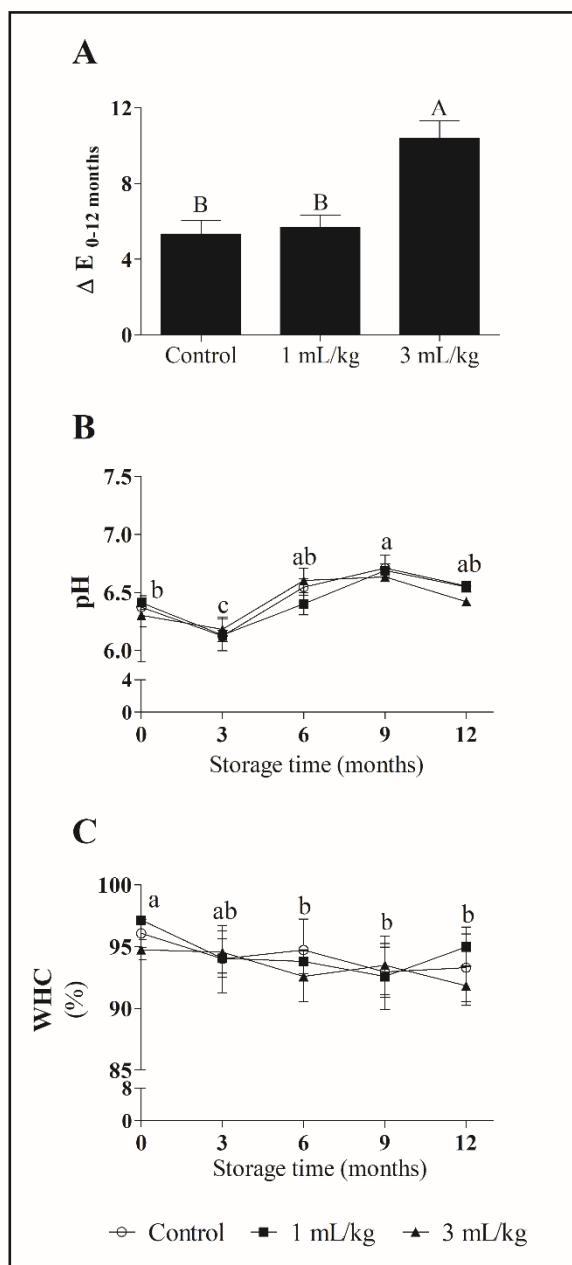 A
Δ E 0-12 months
12
8
4
0
B
B
A
Control
1 mL/kg
3 mL/kg
B
pH
7.5
7.0
6.5
6.0
4
0
b
c
ab
a
ab
0
3
6
9
12
Storage time (months)
C
WHC
(%)
100
95
90
85
8
0
a
ab
b
b
b
0
3
6
9
12
Storage time (months)
Control
1 mL/kg
3 mL/kg